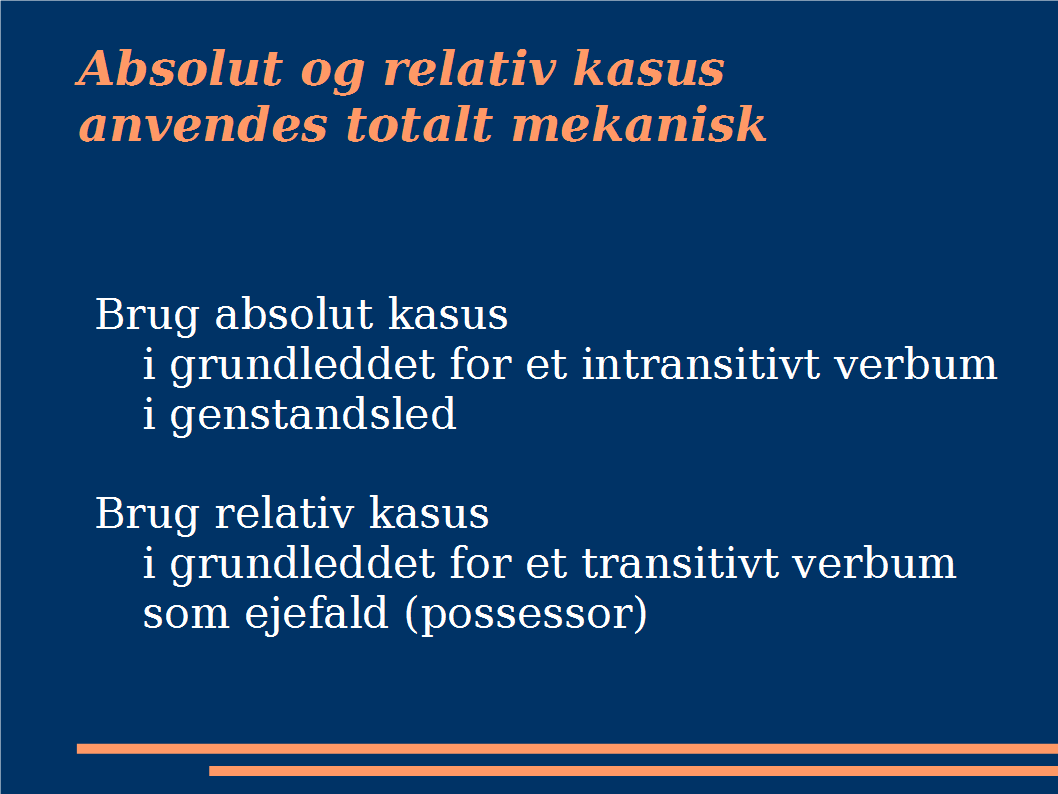 Absolut og relativ kasus
anvendes totalt mekanisk
Brug absolut kasus
i grundleddet for et intransitivt verbum
i genstandsled
Brug relativ kasus
i grundleddet for et transitivt verbum
som ejefald (possessor)